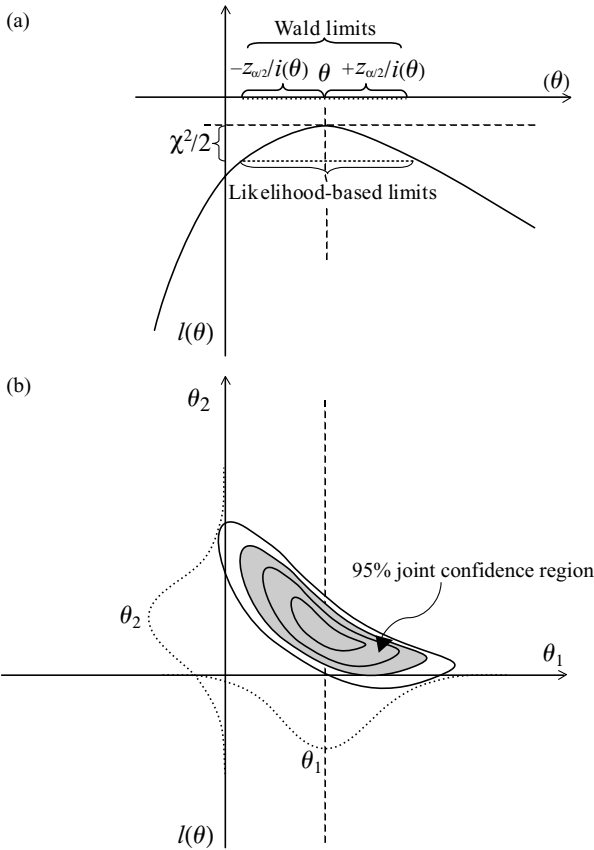 (a)
Wald limits
−z_{α/2}/i(θ) θ +z_{α/2}/i(θ)
(θ)
χ²/2
Likelihood-based limits
l(θ)
(b)
θ₂
95% joint confidence region
θ₂
θ₁
θ₁
l(θ)